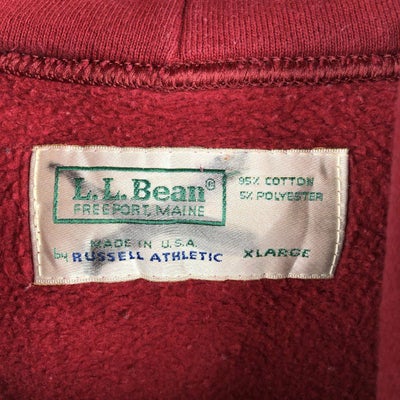 L.L.Bean®
FREEPORT, MAINE
95% COTTON
5% POLYESTER
MADE IN U.S.A.
by RUSSELL ATHLETIC
XLARGE